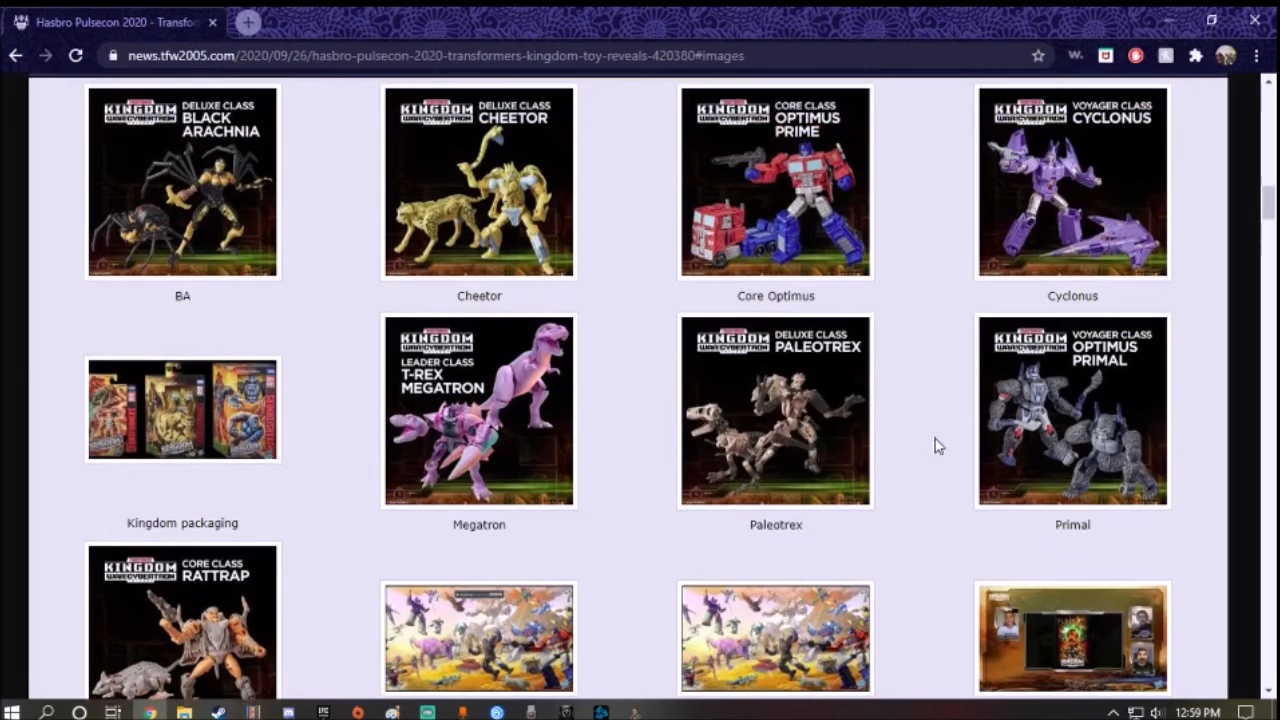 Hasbro Pulsecon 2020 - Transfo
news.tfw2005.com/2020/09/26/hasbro-pulsecon-2020-transformers-kingdom-toy-reveals-420380#images
KINGDOM
DELUXE CLASS
BLACK
ARACHNIA
KINGDOM
DELUXE CLASS
CHEETOR
KINGDOM
CORE CLASS
OPTIMUS
PRIME
KINGDOM
VOYAGER CLASS
CYCLONUS
BA
Cheetor
Core Optimus
Cyclonus
KINGDOM
LEADER CLASS
T-REX
MEGATRON
KINGDOM
DELUXE CLASS
PALEOTREX
KINGDOM
VOYAGER CLASS
OPTIMUS
PRIMAL
Kingdom packaging
Megatron
Paleotrex
Primal
KINGDOM
CORE CLASS
RATTRAP
12:59 PM